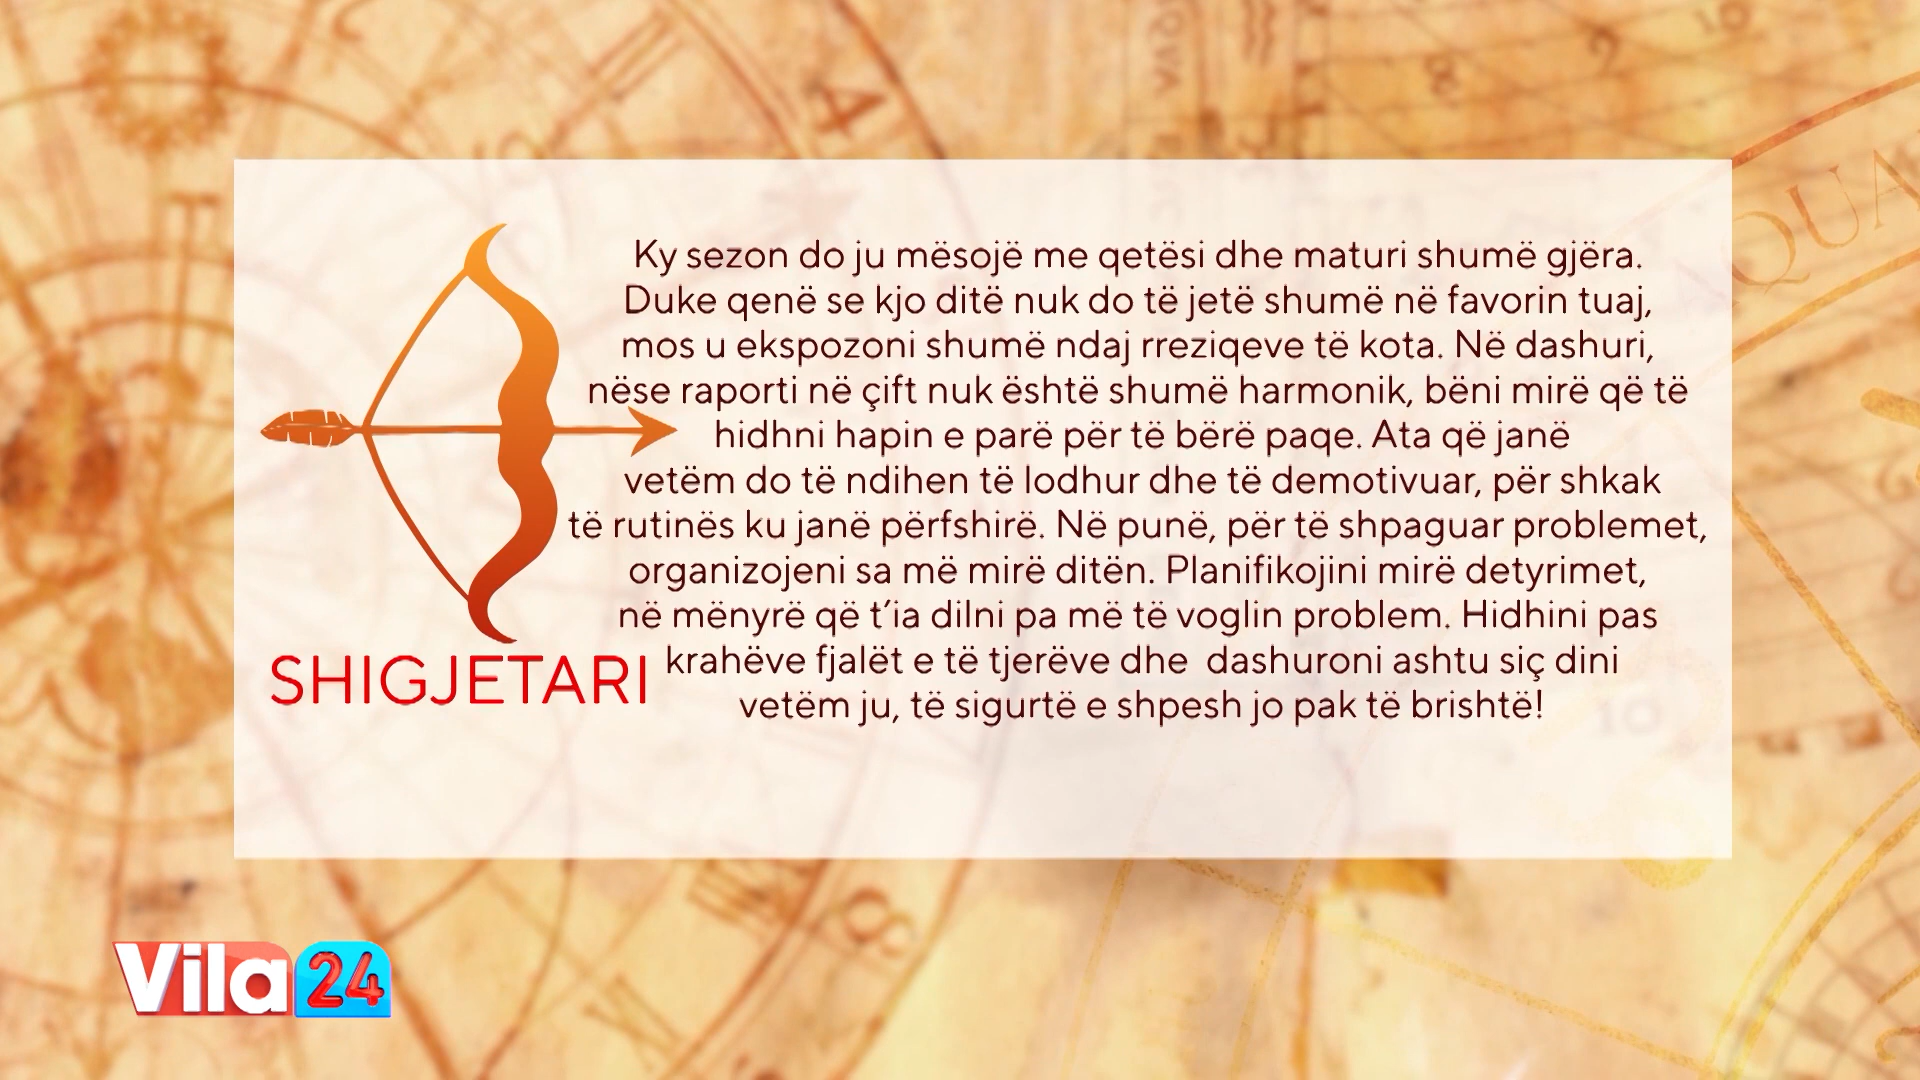 Ky sezon do ju mësojë me qetësi dhe maturi shumë gjëra.
Duke qenë se kjo ditë nuk do të jetë shumë në favorin tuaj,
mos u ekspozoni shumë ndaj rreziqeve të kota. Në dashuri,
nëse raporti në çift nuk është shumë harmonik, bëni mirë që të
hidhni hapin e parë për të bërë paqe. Ata që janë
vetëm do të ndihen të lodhur dhe të demotivuar, për shkak
të rutinës ku janë përfshirë. Në punë, për të shpaguar problemet,
organizojeni sa më mirë ditën. Planifikojini mirë detyrimet,
në mënyrë që t'ia dilni pa më të voglin problem. Hidhini pas
krahëve fjalët e të tjerëve dhe dashuroni ashtu siç dini
vetëm ju, të sigurtë e shpesh jo pak të brishtë!
SHIGJETARI
Vila 24
QUA
10
8
4